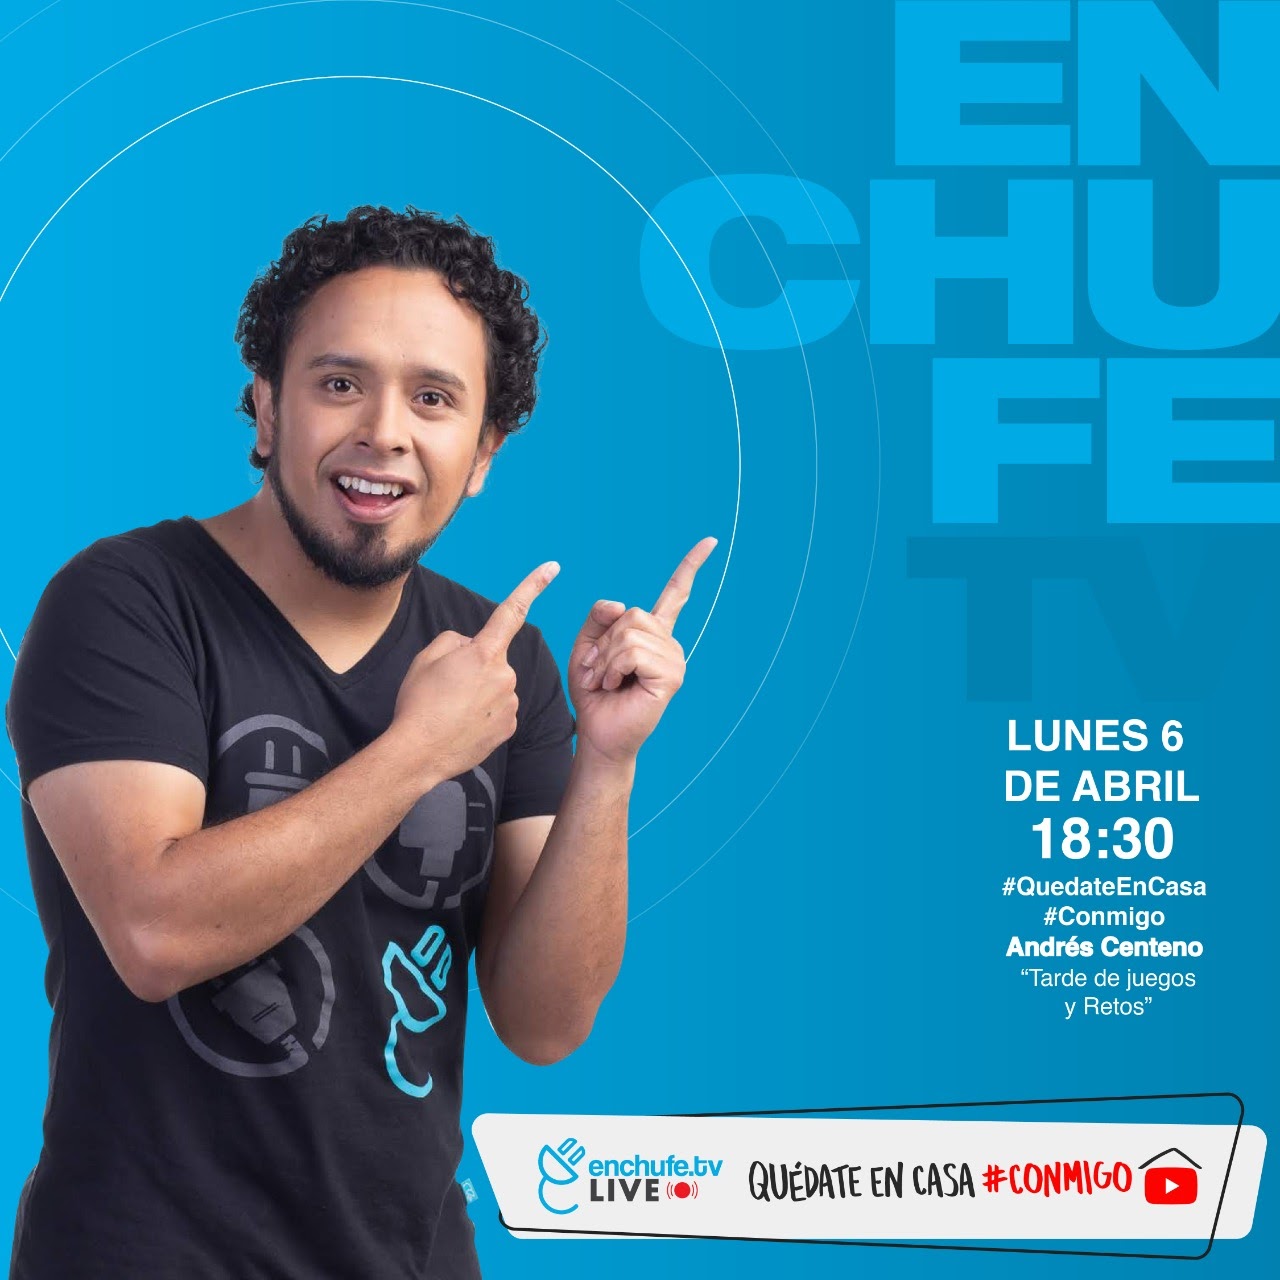 EN
CHU
FE
TV
LUNES 6
DE ABRIL
18:30
#QuedateEnCasa
#Conmigo
Andrés Centeno
“Tarde de juegos
y Retos”
enchufe.tv
LIVE
QUÉDATE EN CASA #CONMIGO